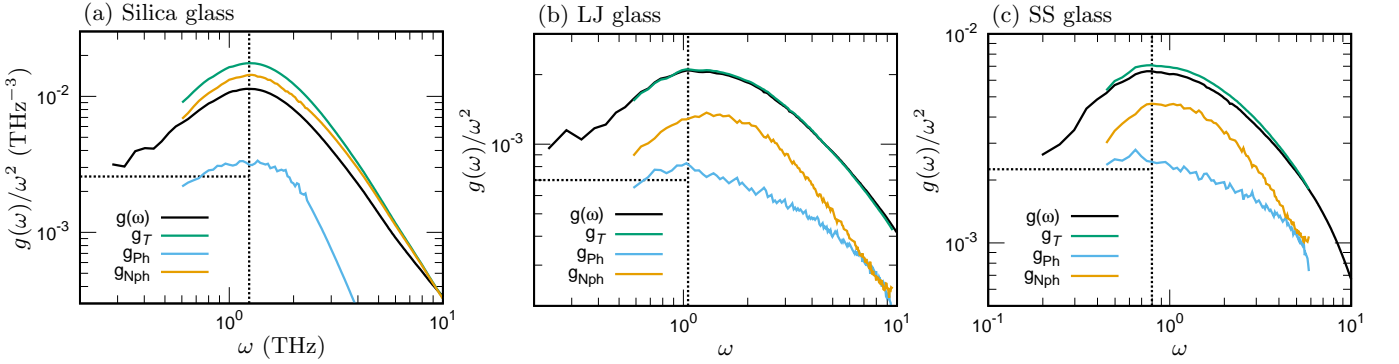 (a) Silica glass
g(ω)/ω² (THz⁻³)
10⁻²
10⁻³
g(ω)
g_T
g_Ph
g_Nph
10⁰
10¹
ω (THz)
(b) LJ glass
g(ω)/ω²
10⁻³
g(ω)
g_T
g_Ph
g_Nph
10⁰
10¹
ω
(c) SS glass
g(ω)/ω²
10⁻²
10⁻³
g(ω)
g_T
g_Ph
g_Nph
10⁻¹
10⁰
10¹
ω